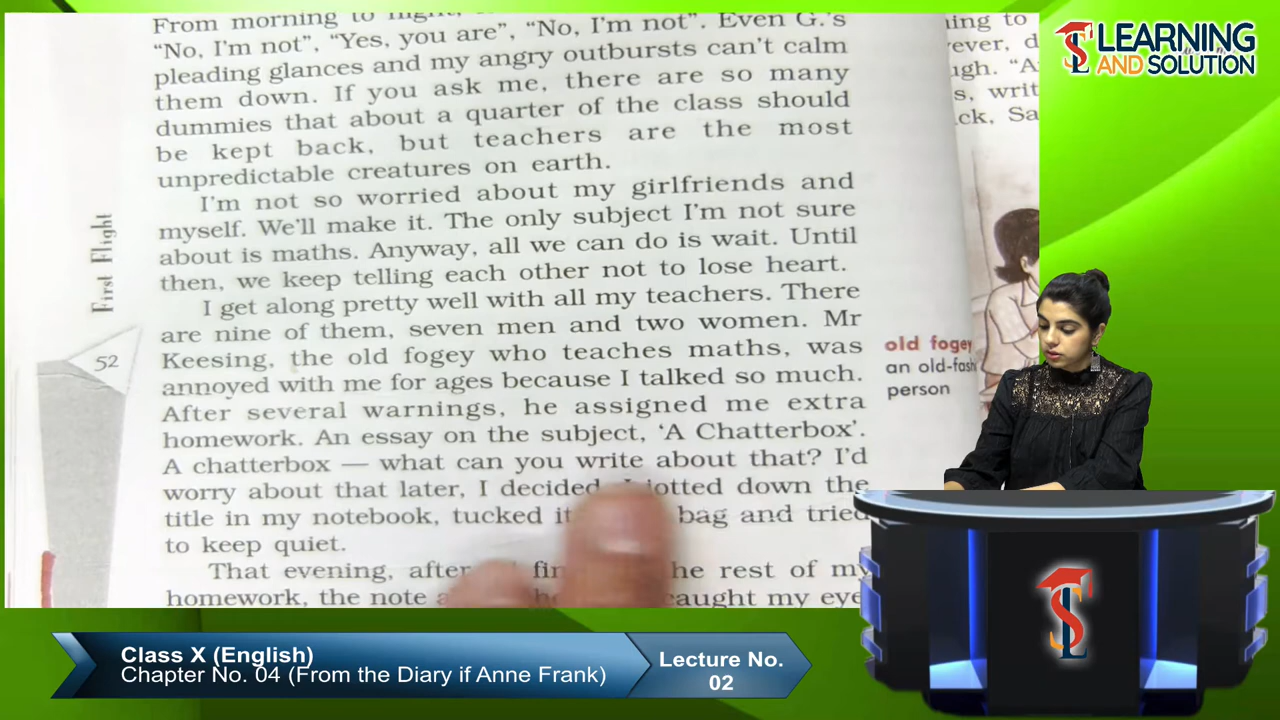 From morning to night,
"No, I'm not", "Yes, you are", "No, I'm not". Even G.'s
pleading glances and my angry outbursts can't calm
them down. If you ask me, there are so many
dummies that about a quarter of the class should
be kept back, but teachers are the most
unpredictable creatures on earth.
I'm not so worried about my girlfriends and
myself. We'll make it. The only subject I'm not sure
about is maths. Anyway, all we can do is wait. Until
then, we keep telling each other not to lose heart.
I get along pretty well with all my teachers. There
are nine of them, seven men and two women. Mr
Keesing, the old fogey who teaches maths, was
annoyed with me for ages because I talked so much.
After several warnings, he assigned me extra
homework. An essay on the subject, 'A Chatterbox'.
A chatterbox — what can you write about that? I'd
worry about that later, I decided. I jotted down the
title in my notebook, tucked it bag and tried
to keep quiet.
That evening, after the rest of my
homework, the note caught my eye
First Flight
52
old fogey
an old-fash
person
ning to
ever, d
ugh. "A
s, writ
ck, Sa
LEARNING
AND SOLUTION
Class X (English)
Chapter No. 04 (From the Diary if Anne Frank)
Lecture No.
02